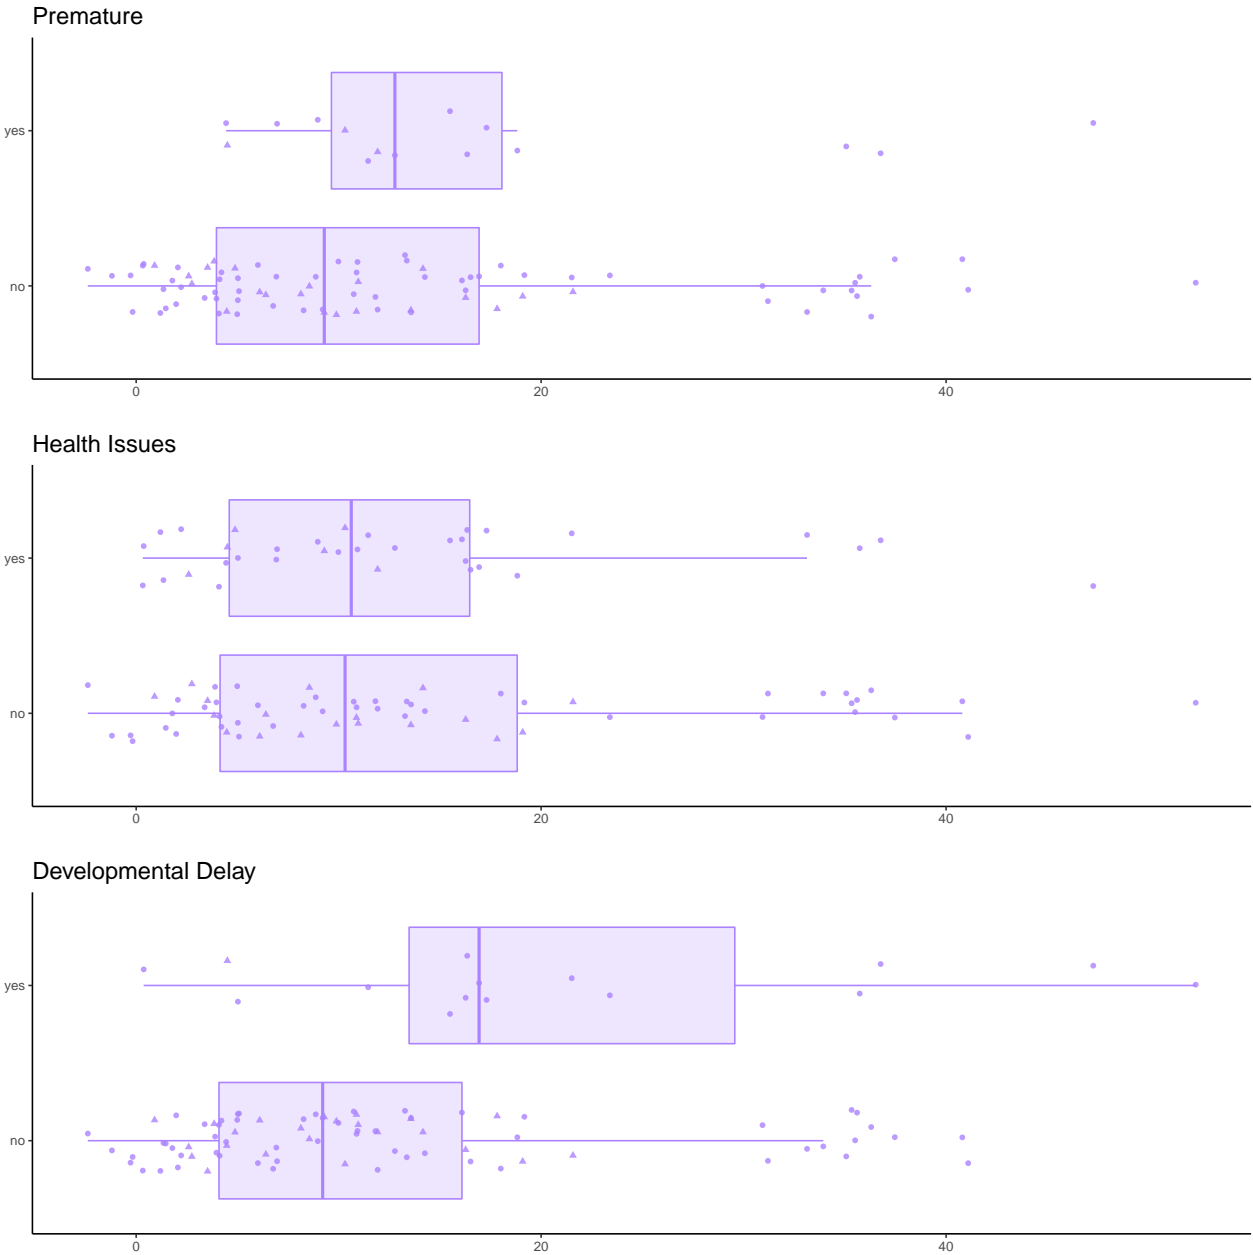 Premature
yes
no
0 20 40
Health Issues
yes
no
0 20 40
Developmental Delay
yes
no
0 20 40